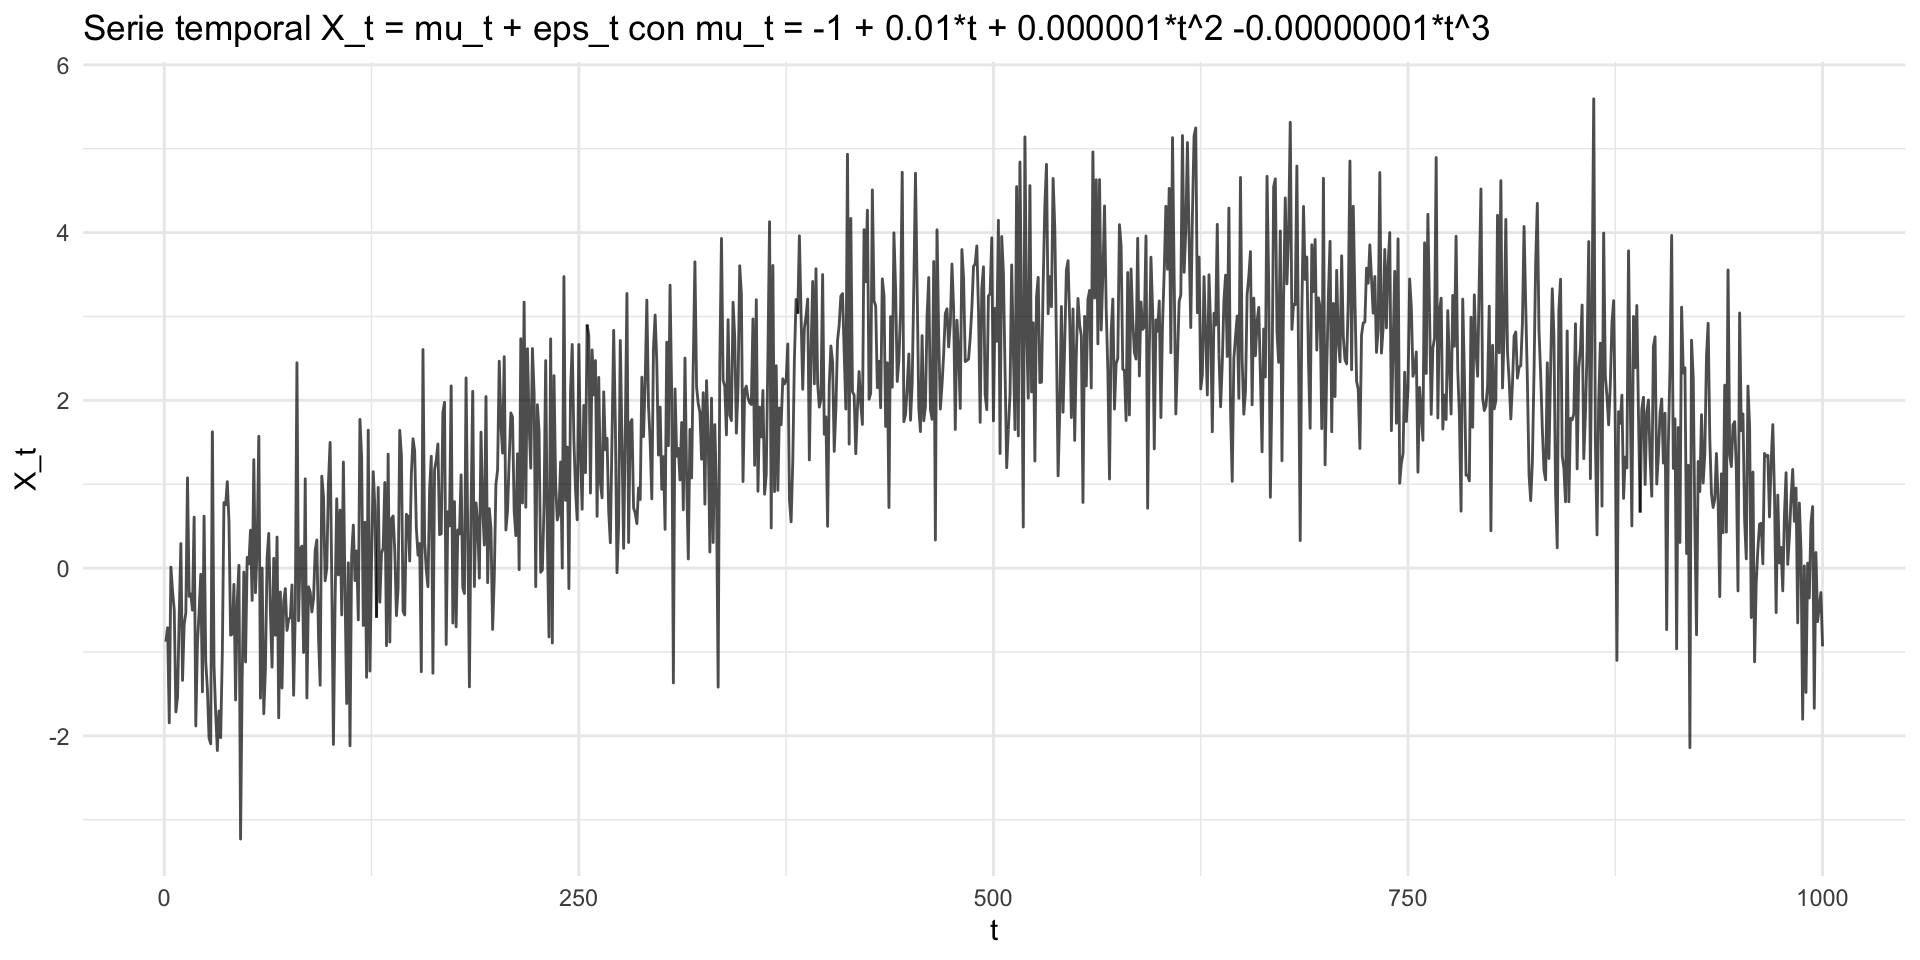 Serie temporal X_t = mu_t + eps_t con mu_t = -1 + 0.01*t + 0.000001*t^2 -0.00000001*t^3
6
4
2
0
-2
X_t
0 250 500 750 1000
t